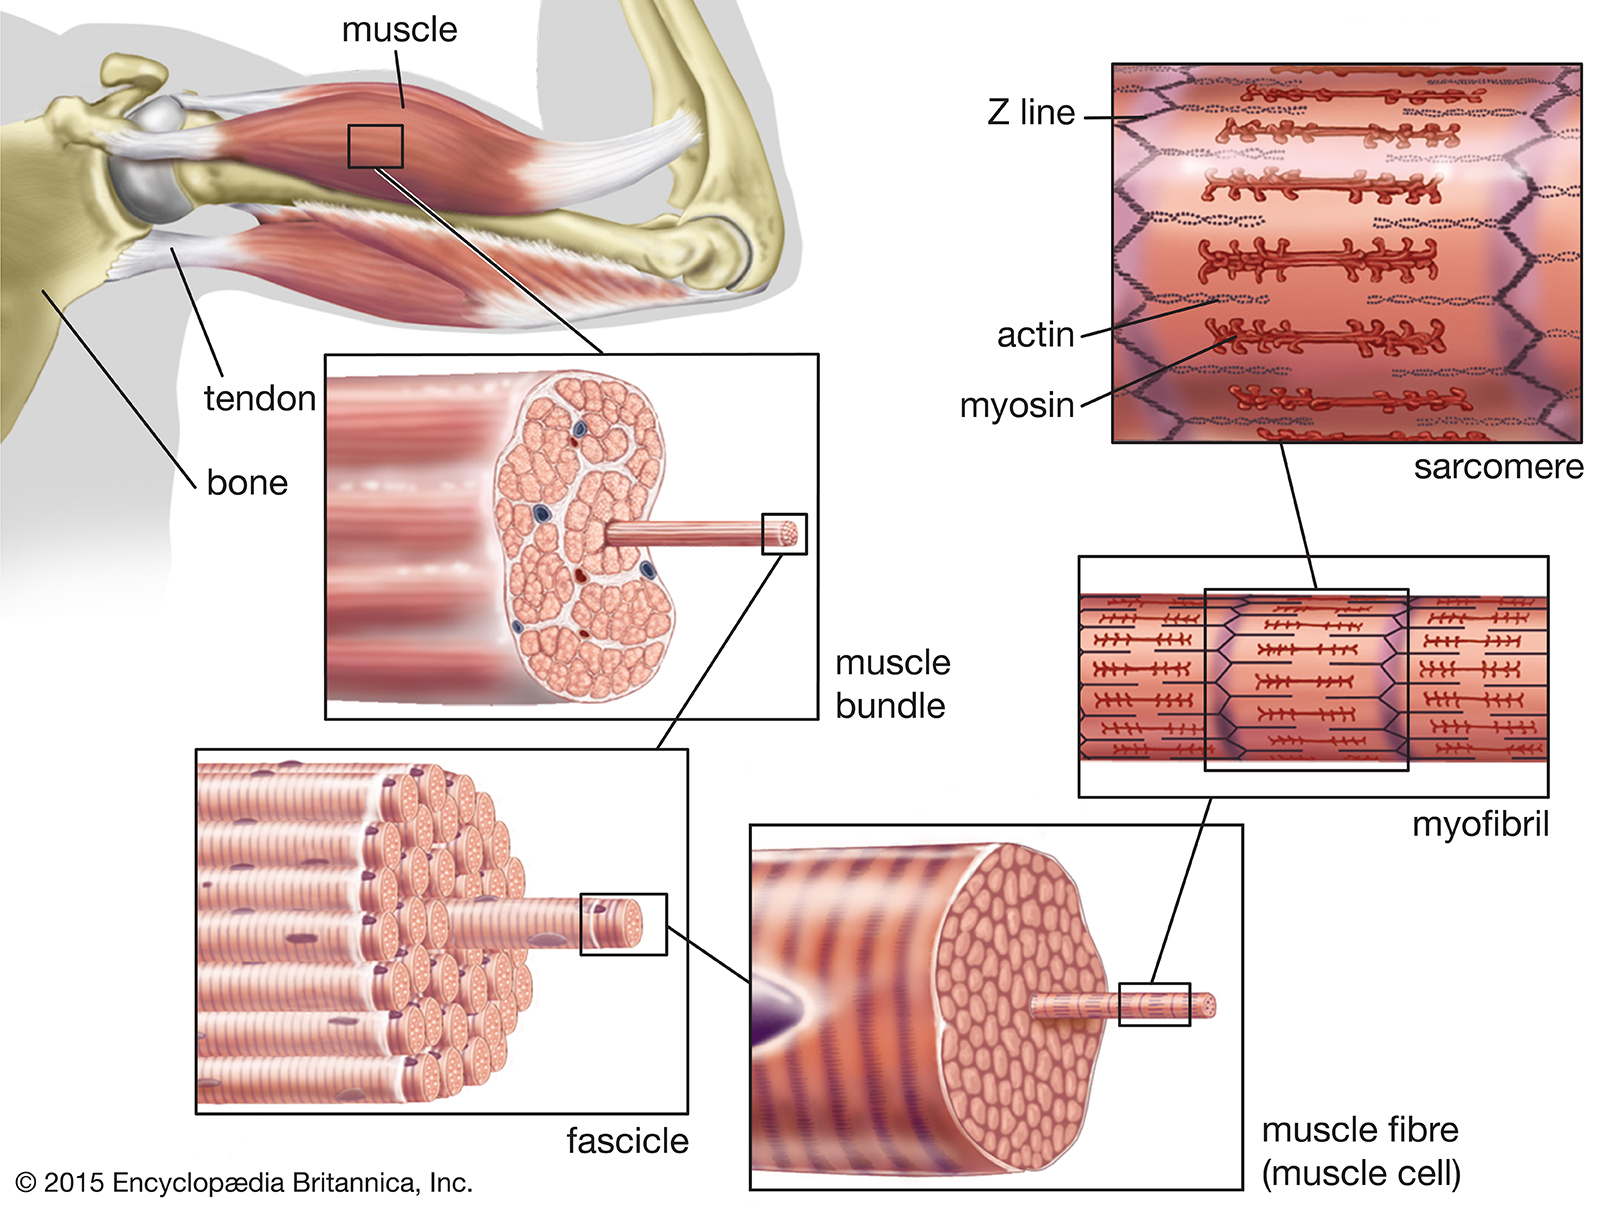 muscle
Z line
actin
tendon
myosin
sarcomere
bone
muscle
bundle
myofibril
fascicle
muscle fibre
(muscle cell)
© 2015 Encyclopædia Britannica, Inc.